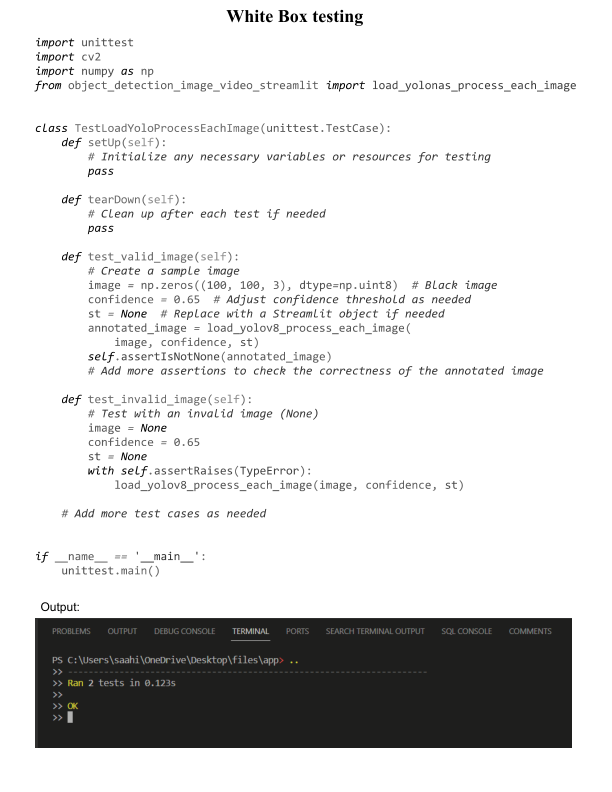 White Box testing
import unittest
import cv2
import numpy as np
from object_detection_image_video_streamlit import load_yolonas_process_each_image
class TestLoadYoloProcessEachImage(unittest.TestCase):
    def setUp(self):
        # Initialize any necessary variables or resources for testing
        pass
    def tearDown(self):
        # Clean up after each test if needed
        pass
    def test_valid_image(self):
        # Create a sample image
        image = np.zeros((100, 100, 3), dtype=np.uint8)  # Black image
        confidence = 0.65  # Adjust confidence threshold as needed
        st = None  # Replace with a Streamlit object if needed
        annotated_image = load_yolov8_process_each_image(
            image, confidence, st)
        self.assertIsNotNone(annotated_image)
        # Add more assertions to check the correctness of the annotated image
    def test_invalid_image(self):
        # Test with an invalid image (None)
        image = None
        confidence = 0.65
        st = None
        with self.assertRaises(TypeError):
            load_yolov8_process_each_image(image, confidence, st)
    # Add more test cases as needed
if __name__ == '__main__':
    unittest.main()
Output:
PROBLEMS OUTPUT DEBUG CONSOLE TERMINAL PORTS SEARCH TERMINAL OUTPUT SQL CONSOLE COMMENTS
PS C:\Users\saahi\OneDrive\Desktop\files\app> ..
>> ----------------------------------------------------------------------
>> Ran 2 tests in 0.123s
>>
>> OK
>>